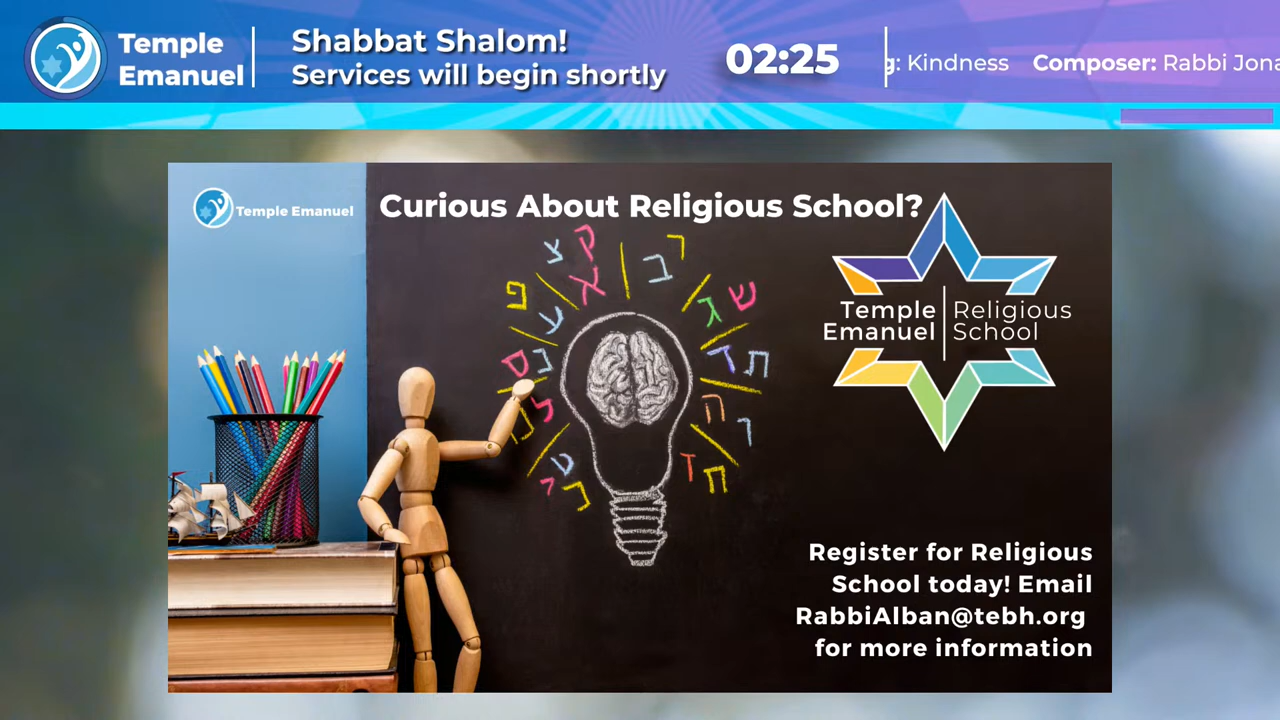 Temple
Emanuel
Shabbat Shalom!
Services will begin shortly
02:25
g: Kindness Composer: Rabbi Jona
Temple Emanuel
Curious About Religious School?
צ ק א ב ר
פ ע ש ג
ס נ ד ת
ל מ ה ו
ט י כ ז ח
Temple Religious
Emanuel School
Register for Religious
School today! Email
RabbiAlban@tebh.org
for more information